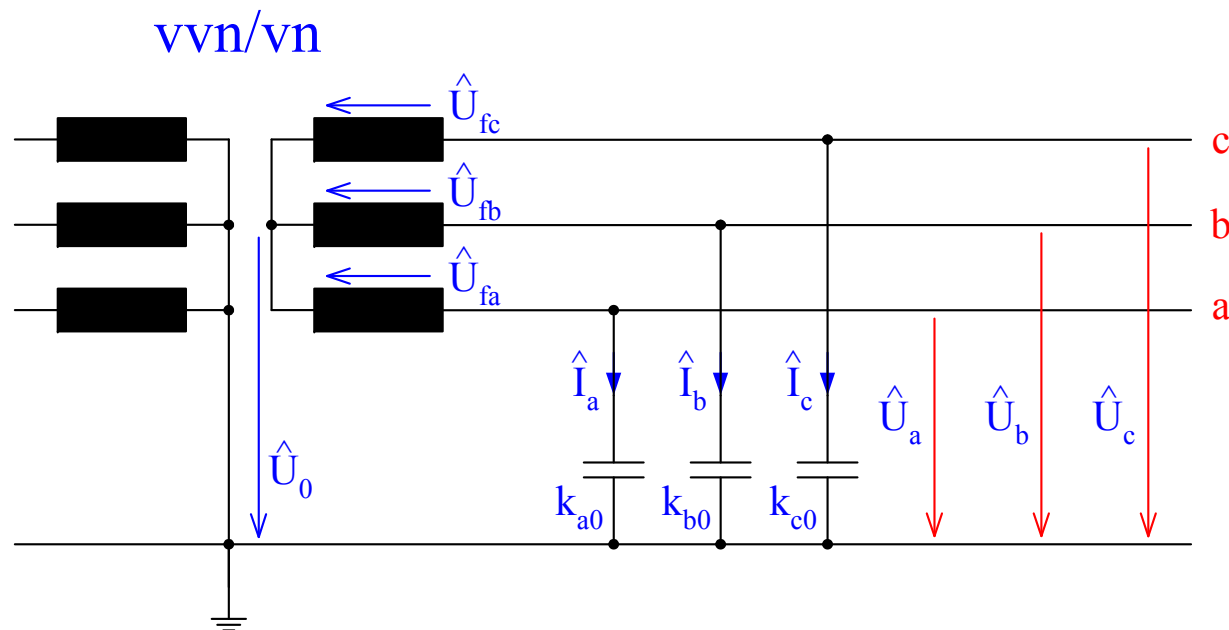 vvn/vn
Û_fc
c
Û_fb
b
Û_fa
a
Î_a Î_b Î_c
Û_a Û_b Û_c
Û_0
k_a0 k_b0 k_c0